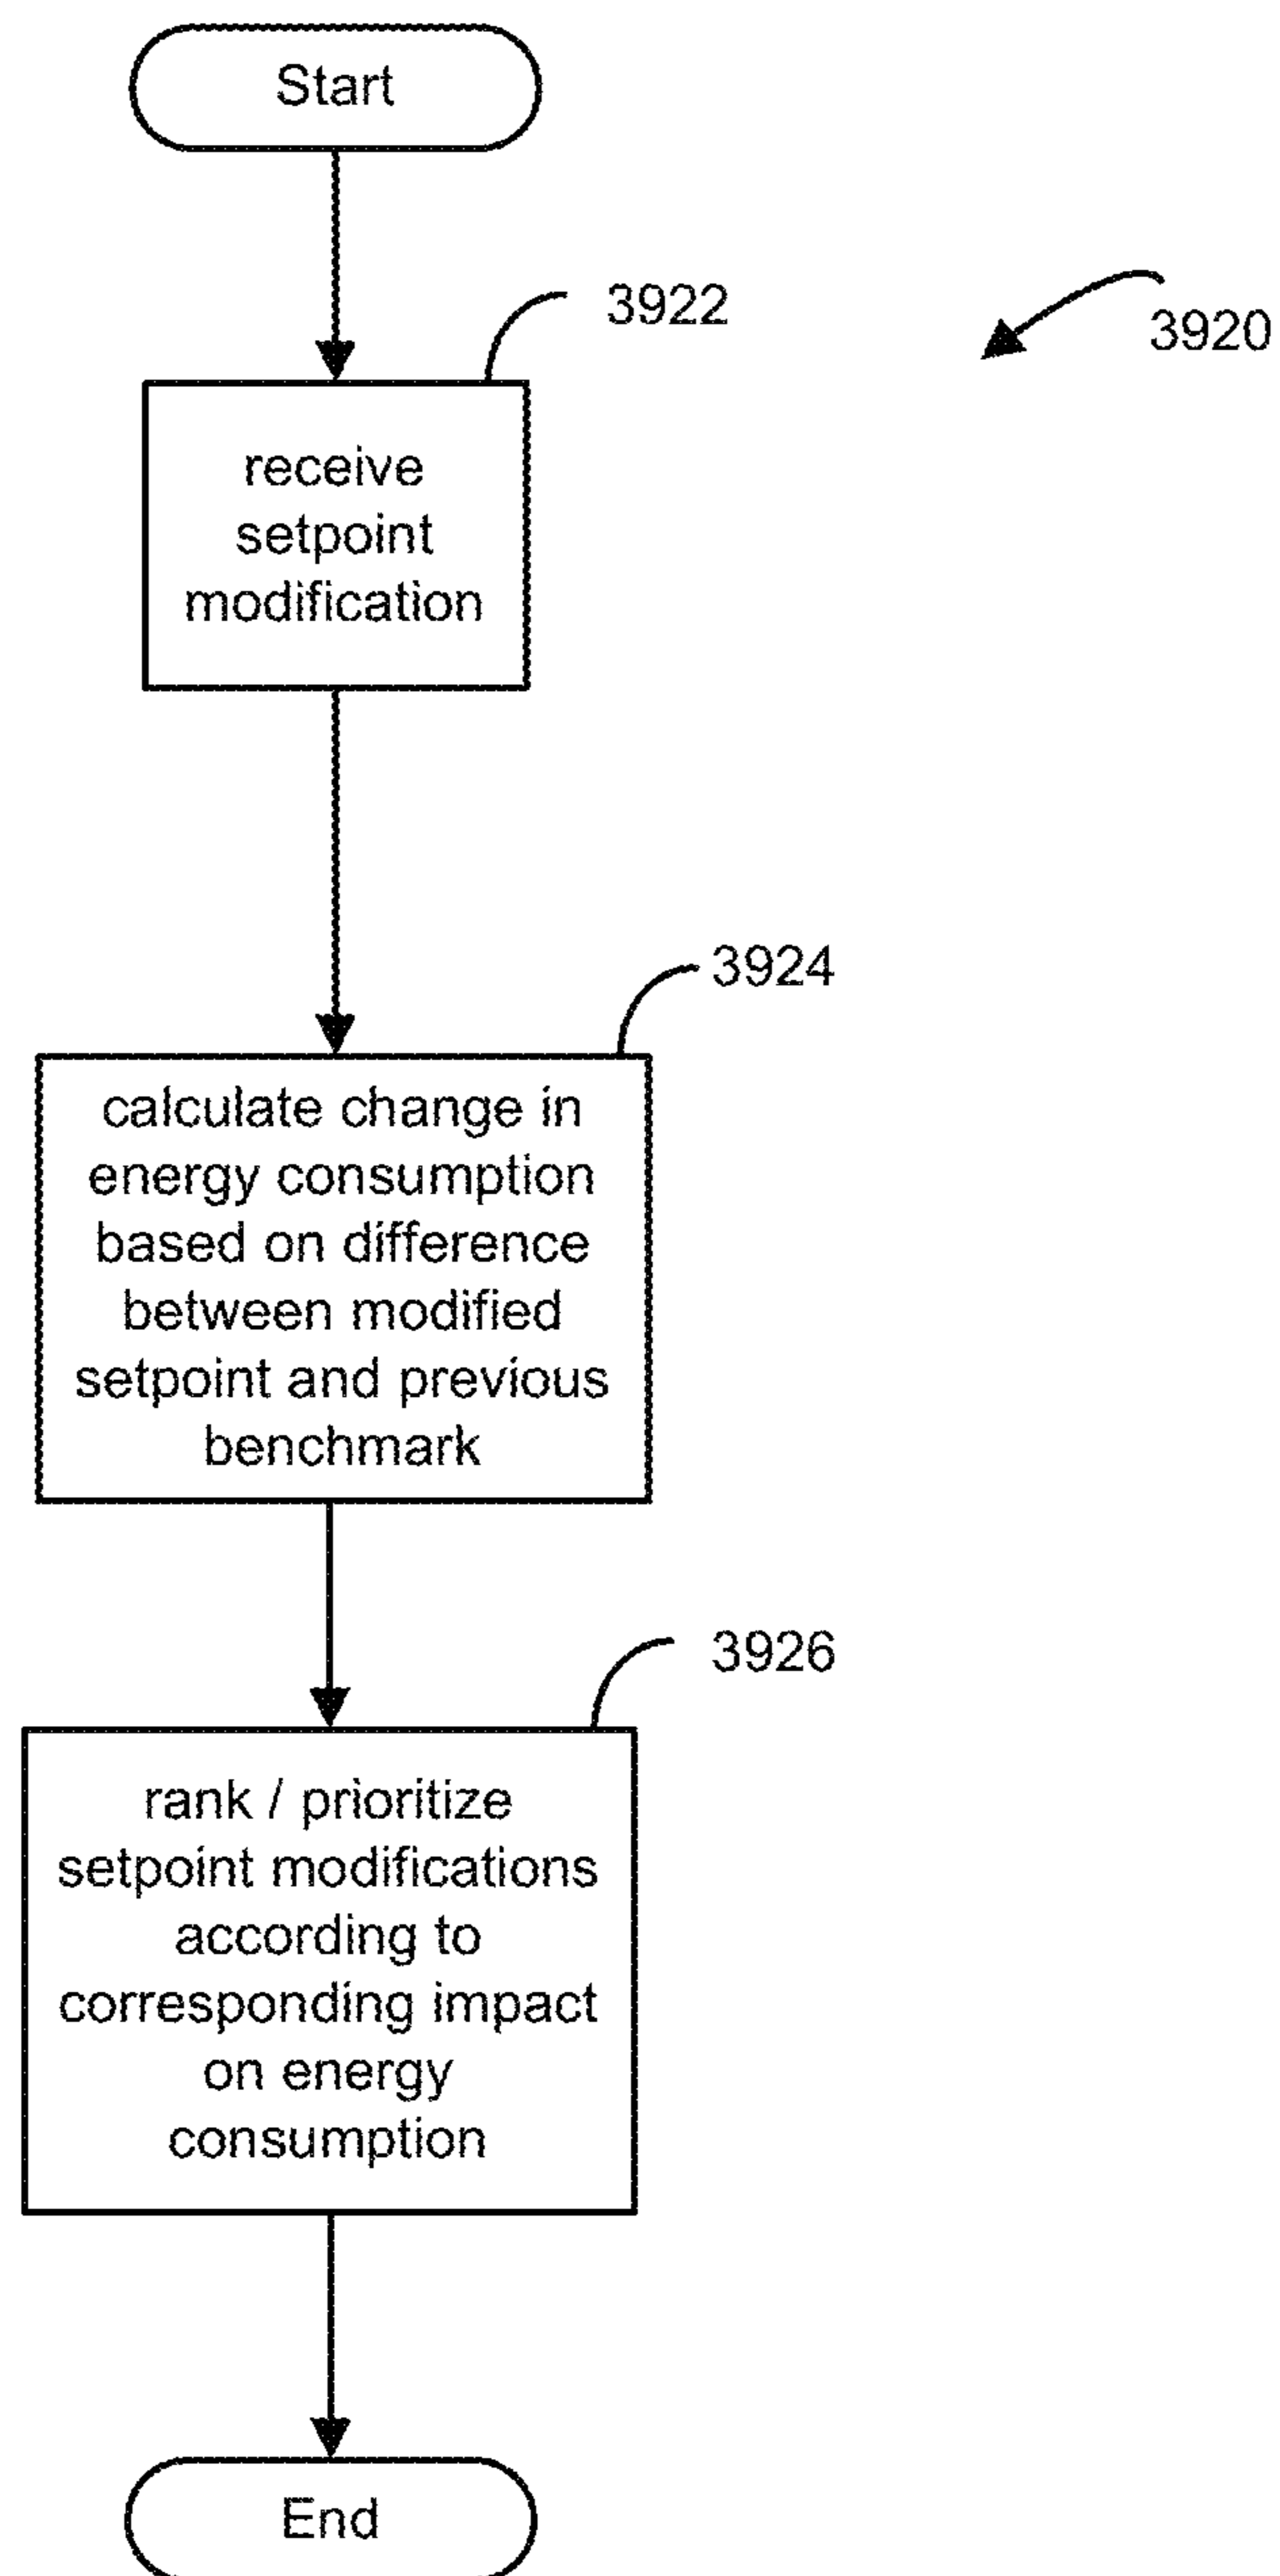 Start
3922
3920
receive
setpoint
modification
3924
calculate change in
energy consumption
based on difference
between modified
setpoint and previous
benchmark
3926
rank / prioritize
setpoint modifications
according to
corresponding impact
on energy
consumption
End